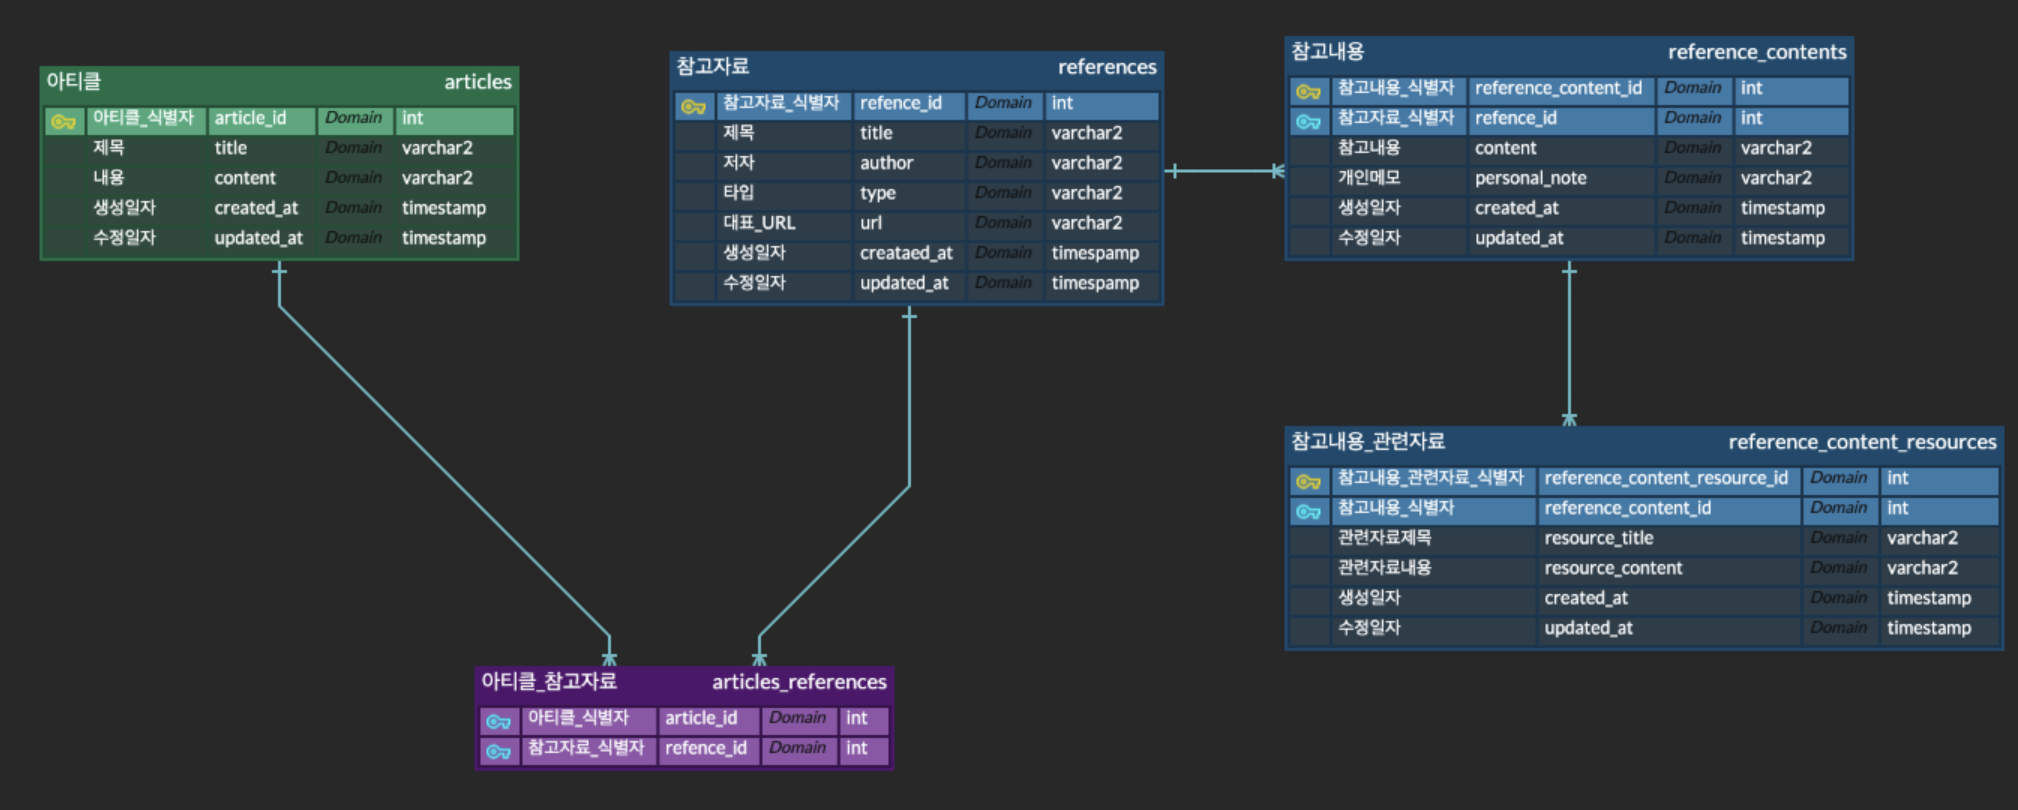 아티클 articles
아티클_식별자 article_id Domain int
제목 title Domain varchar2
내용 content Domain varchar2
생성일자 created_at Domain timestamp
수정일자 updated_at Domain timestamp
참고자료 references
참고자료_식별자 refence_id Domain int
제목 title Domain varchar2
저자 author Domain varchar2
타입 type Domain varchar2
대표_URL url Domain varchar2
생성일자 creataed_at Domain timespamp
수정일자 updated_at Domain timespamp
참고내용 reference_contents
참고내용_식별자 reference_content_id Domain int
참고자료_식별자 refence_id Domain int
참고내용 content Domain varchar2
개인메모 personal_note Domain varchar2
생성일자 created_at Domain timestamp
수정일자 updated_at Domain timestamp
참고내용_관련자료 reference_content_resources
참고내용_관련자료_식별자 reference_content_resource_id Domain int
참고내용_식별자 reference_content_id Domain int
관련자료제목 resource_title Domain varchar2
관련자료내용 resource_content Domain varchar2
생성일자 created_at Domain timestamp
수정일자 updated_at Domain timestamp
아티클_참고자료 articles_references
아티클_식별자 article_id Domain int
참고자료_식별자 refence_id Domain int